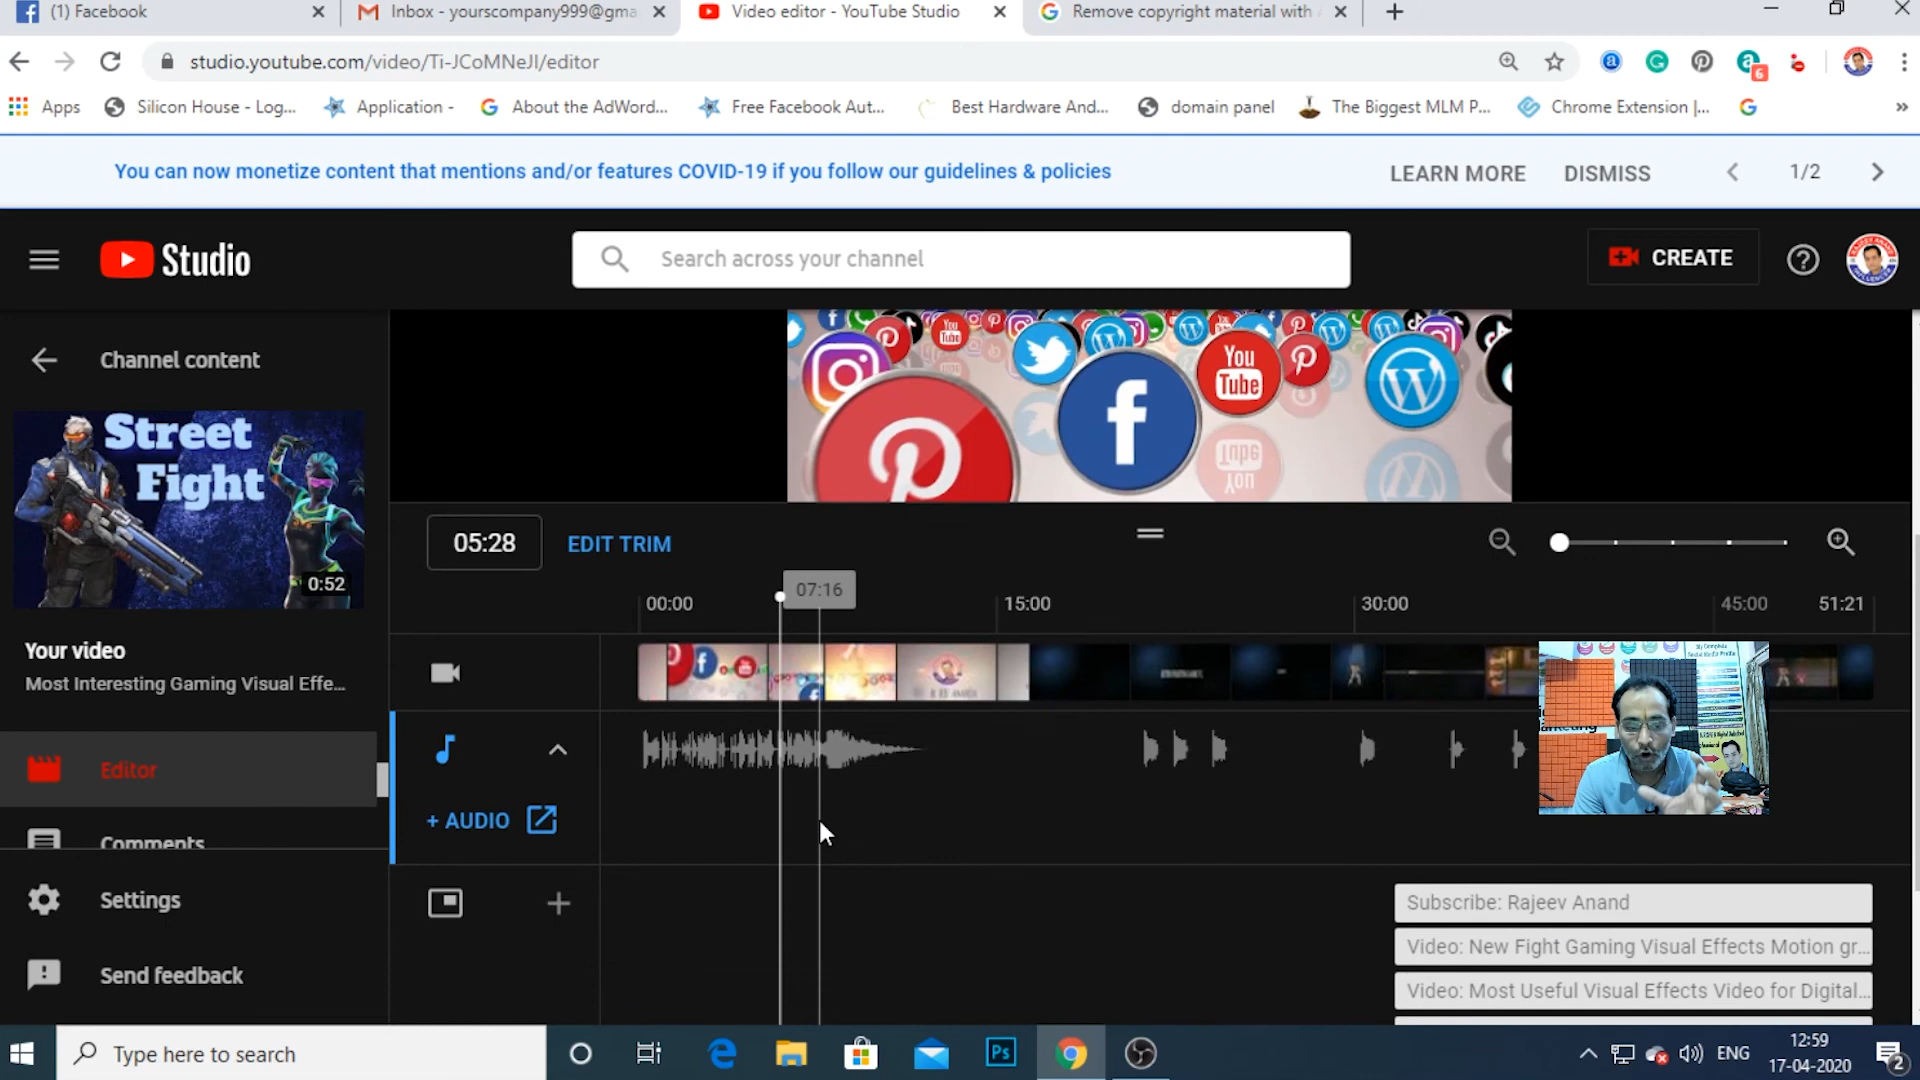 (1) Facebook
Inbox - yourscompany999@gma
Video editor - YouTube Studio
Remove copyright material with
studio.youtube.com/video/Ti-JCoMNeJI/editor
6
Apps
Silicon House - Log...
Application -
About the AdWord...
Free Facebook Aut...
Best Hardware And...
domain panel
The Biggest MLM P...
Chrome Extension |...
You can now monetize content that mentions and/or features COVID-19 if you follow our guidelines & policies
LEARN MORE
DISMISS
1/2
Studio
Search across your channel
CREATE
Channel content
You
Tube
Street
Fight
0:52
05:28
EDIT TRIM
07:16
00:00
15:00
30:00
45:00
51:21
Your video
Most Interesting Gaming Visual Effe...
Editor
+ AUDIO
Comments
Settings
Send feedback
Subscribe: Rajeev Anand
Video: New Fight Gaming Visual Effects Motion gr...
Video: Most Useful Visual Effects Video for Digital...
Type here to search
Ps
ENG
12:59
17-04-2020
2